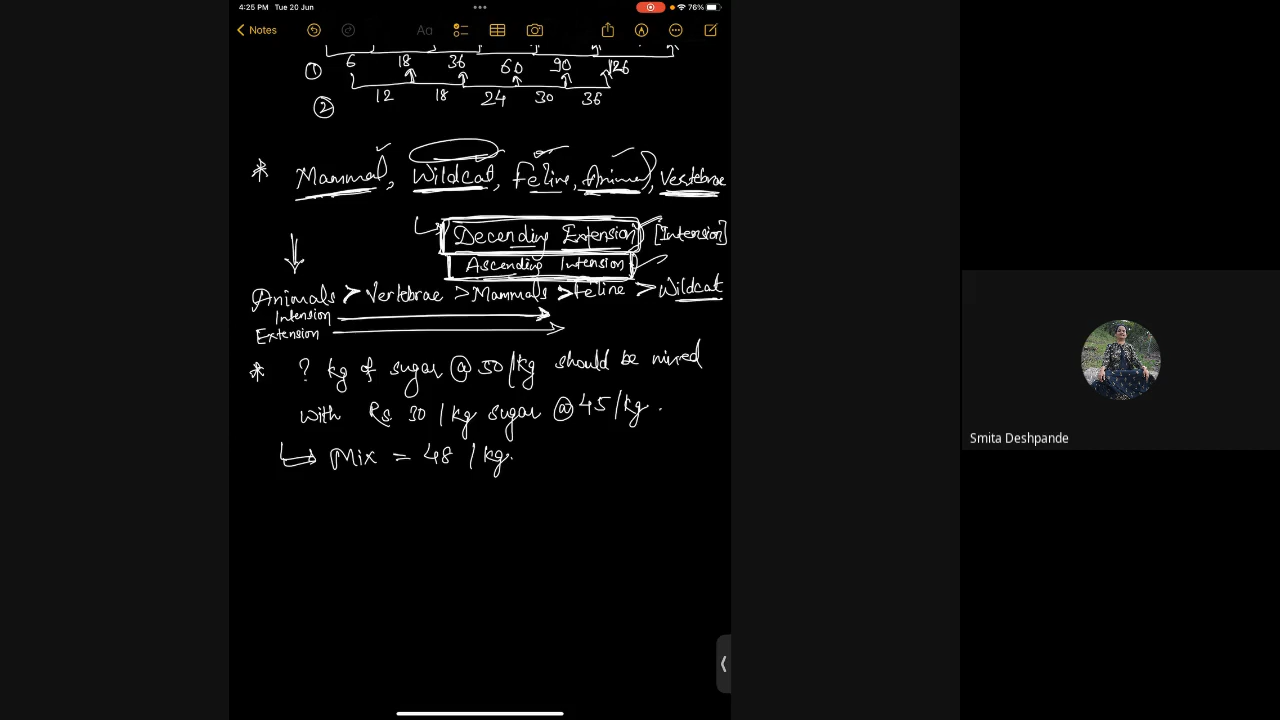 4:25 PM Tue 20 Jun
76%
Notes
Aa
6 18 36 60 90 126
①
12 18 24 30 36
②
* Mammal, Wildcat, Feline, Animal, Vertebrae
Decending Extension [Intension]
Ascending Intension
Animals > Vertebrae > Mammals > Feline > Wildcat
Intension
Extension
* ? kg of sugar @ 50/kg should be mixed
with Rs. 30/kg sugar @ 45/kg.
Mix = 48/kg.
Smita Deshpande